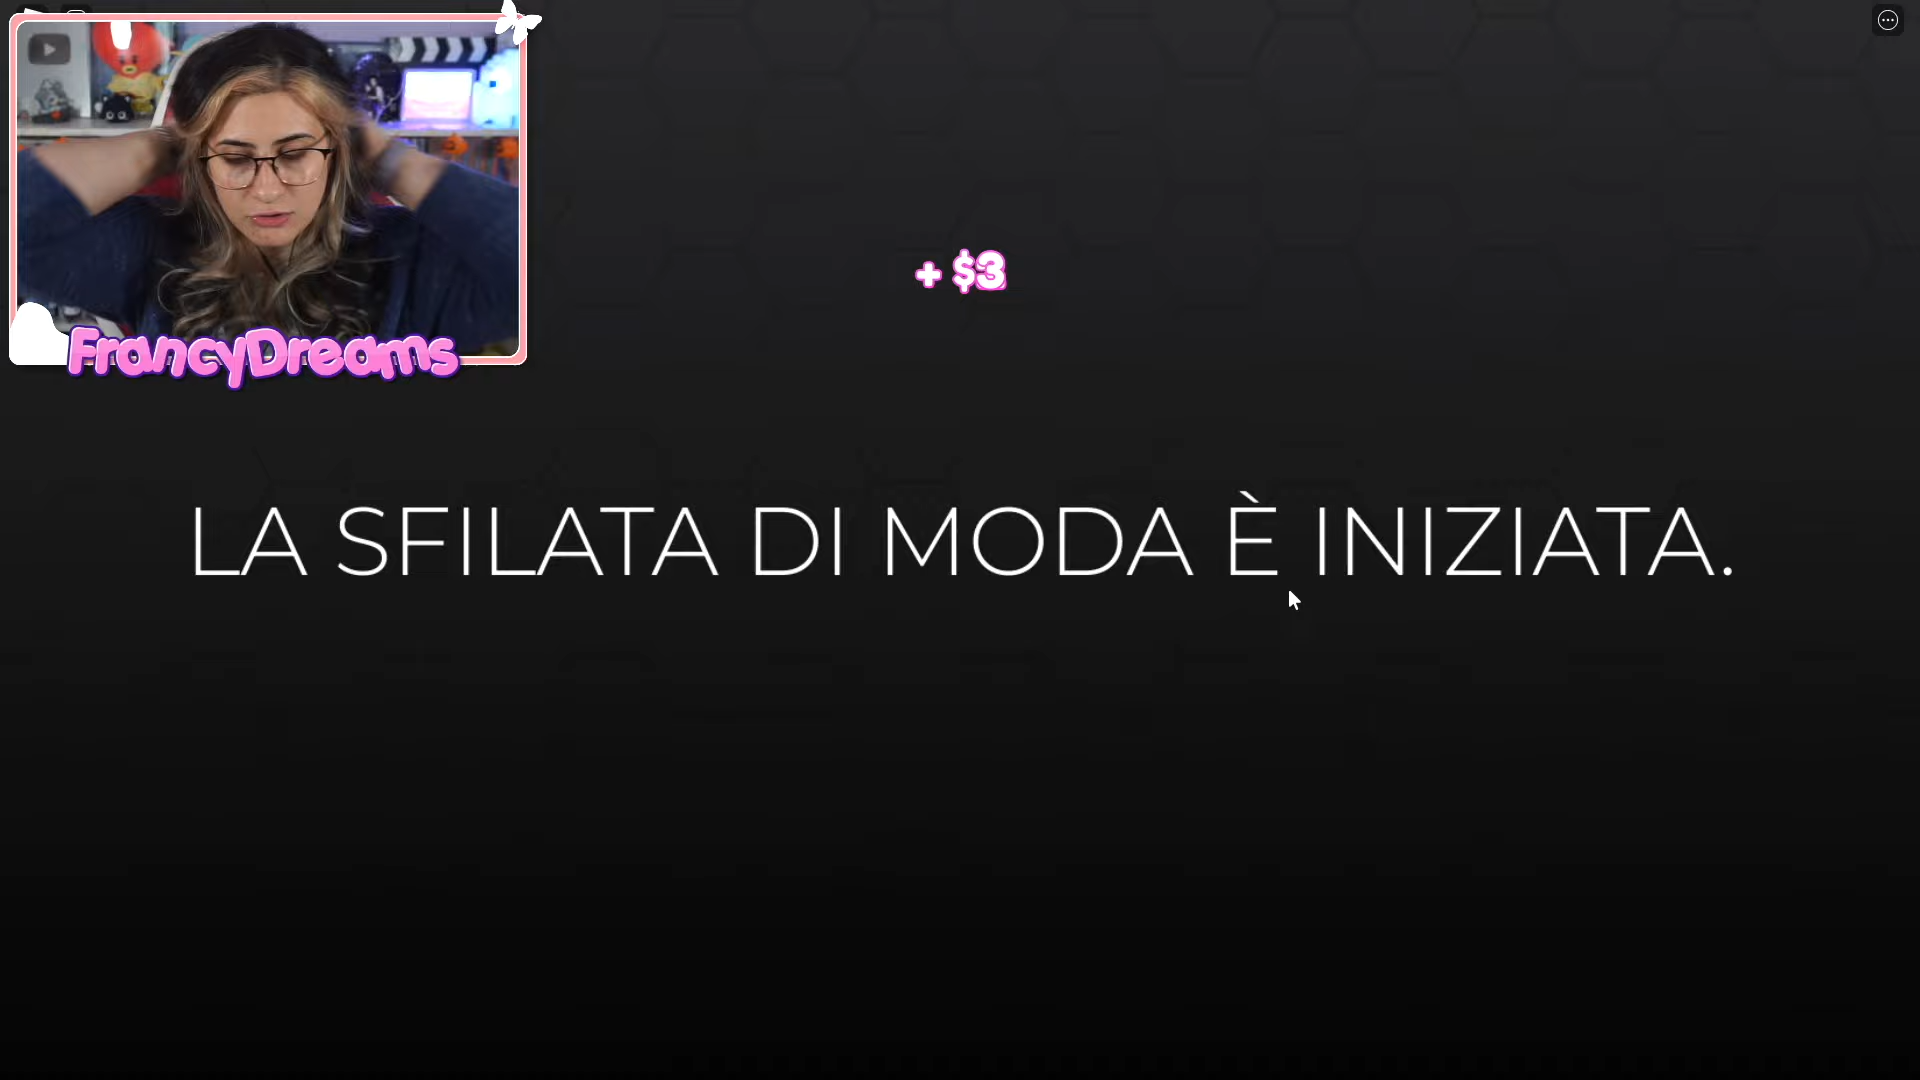 FrancyDreams
+ $3
LA SFILATA DI MODA È INIZIATA.